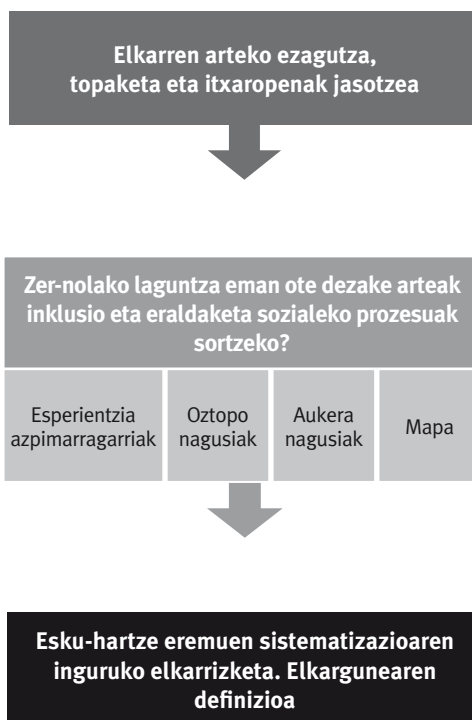 Elkarren arteko ezagutza,
topaketa eta itxaropenak jasotzea
Zer-nolako laguntza eman ote dezake arteak
inklusio eta eraldaketa sozialeko prozesuak
sortzeko?
Esperientzia
azpimarragarriak
Oztopo
nagusiak
Aukera
nagusiak
Mapa
Esku-hartze eremuen sistematizazioaren
inguruko elkarrizketa. Elkargunearen
definizioa